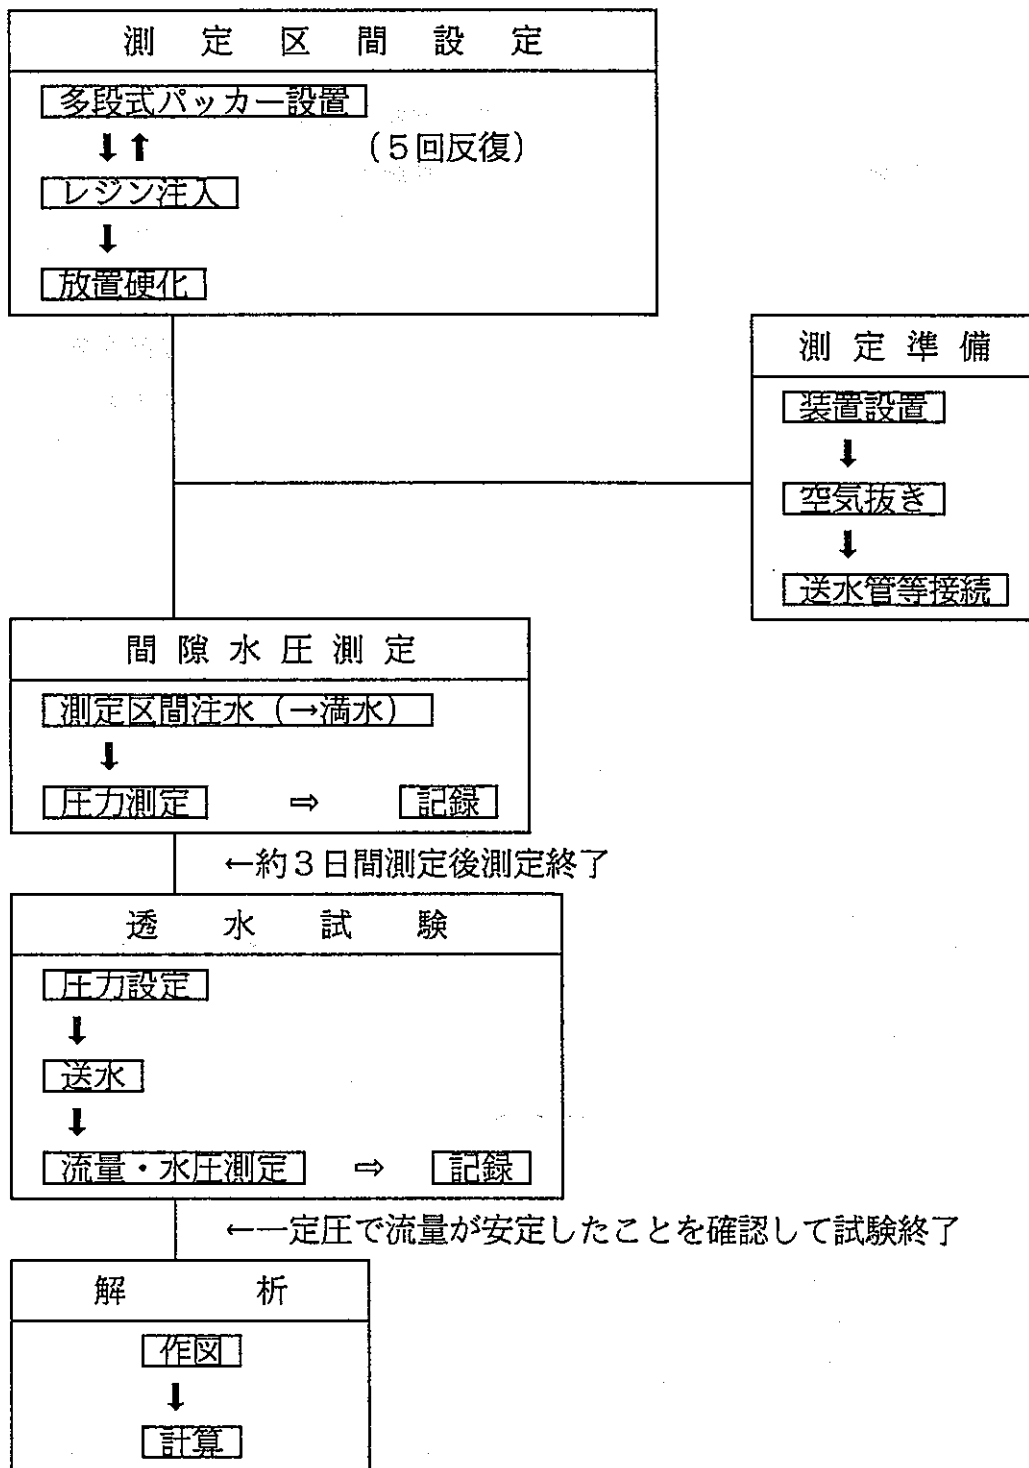 測定区間設定
多段式パッカー設置
⬇⬆ (5回反復)
レジン注入
⬇
放置硬化
測定準備
装置設置
⬇
空気抜き
⬇
送水管等接続
間隙水圧測定
測定区間注水(→満水)
⬇
圧力測定 ⇨ 記録
←約3日間測定後測定終了
透水試験
圧力設定
⬇
送水
⬇
流量・水圧測定 ⇨ 記録
←一定圧で流量が安定したことを確認して試験終了
解析
作図
⬇
計算